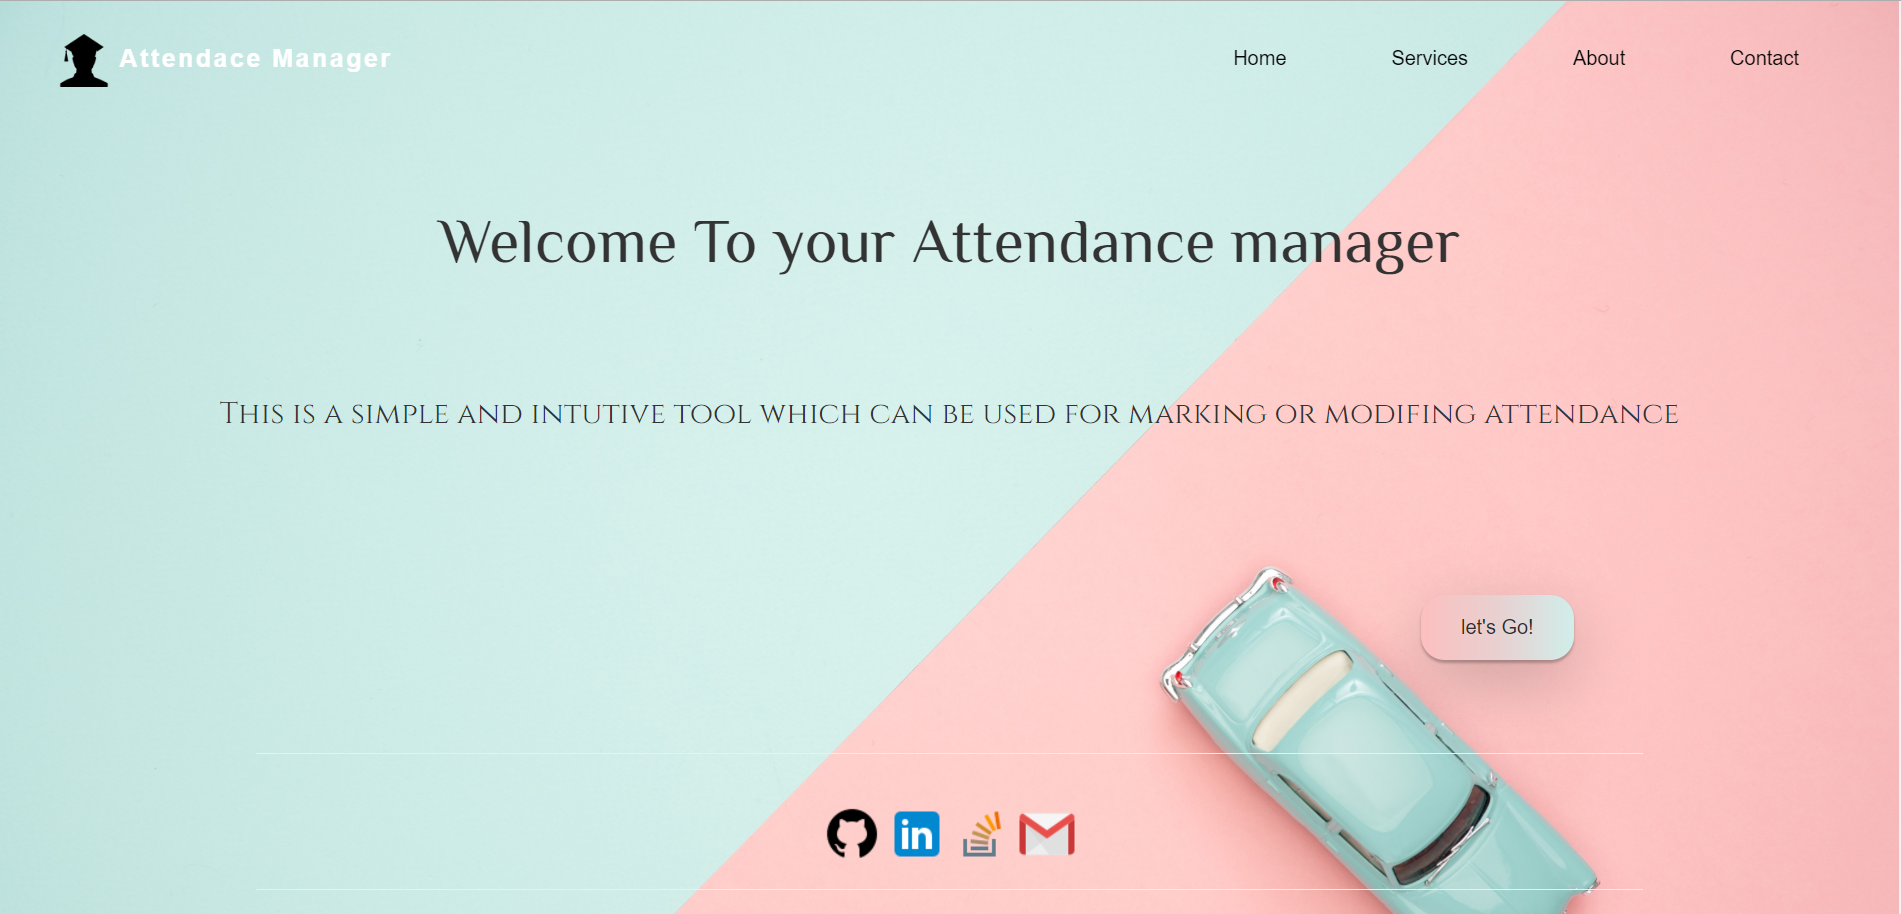 Attendace Manager
Home Services About Contact
Welcome To your Attendance manager
This is a simple and intutive tool which can be used for marking or modifing attendance
let's Go!
in